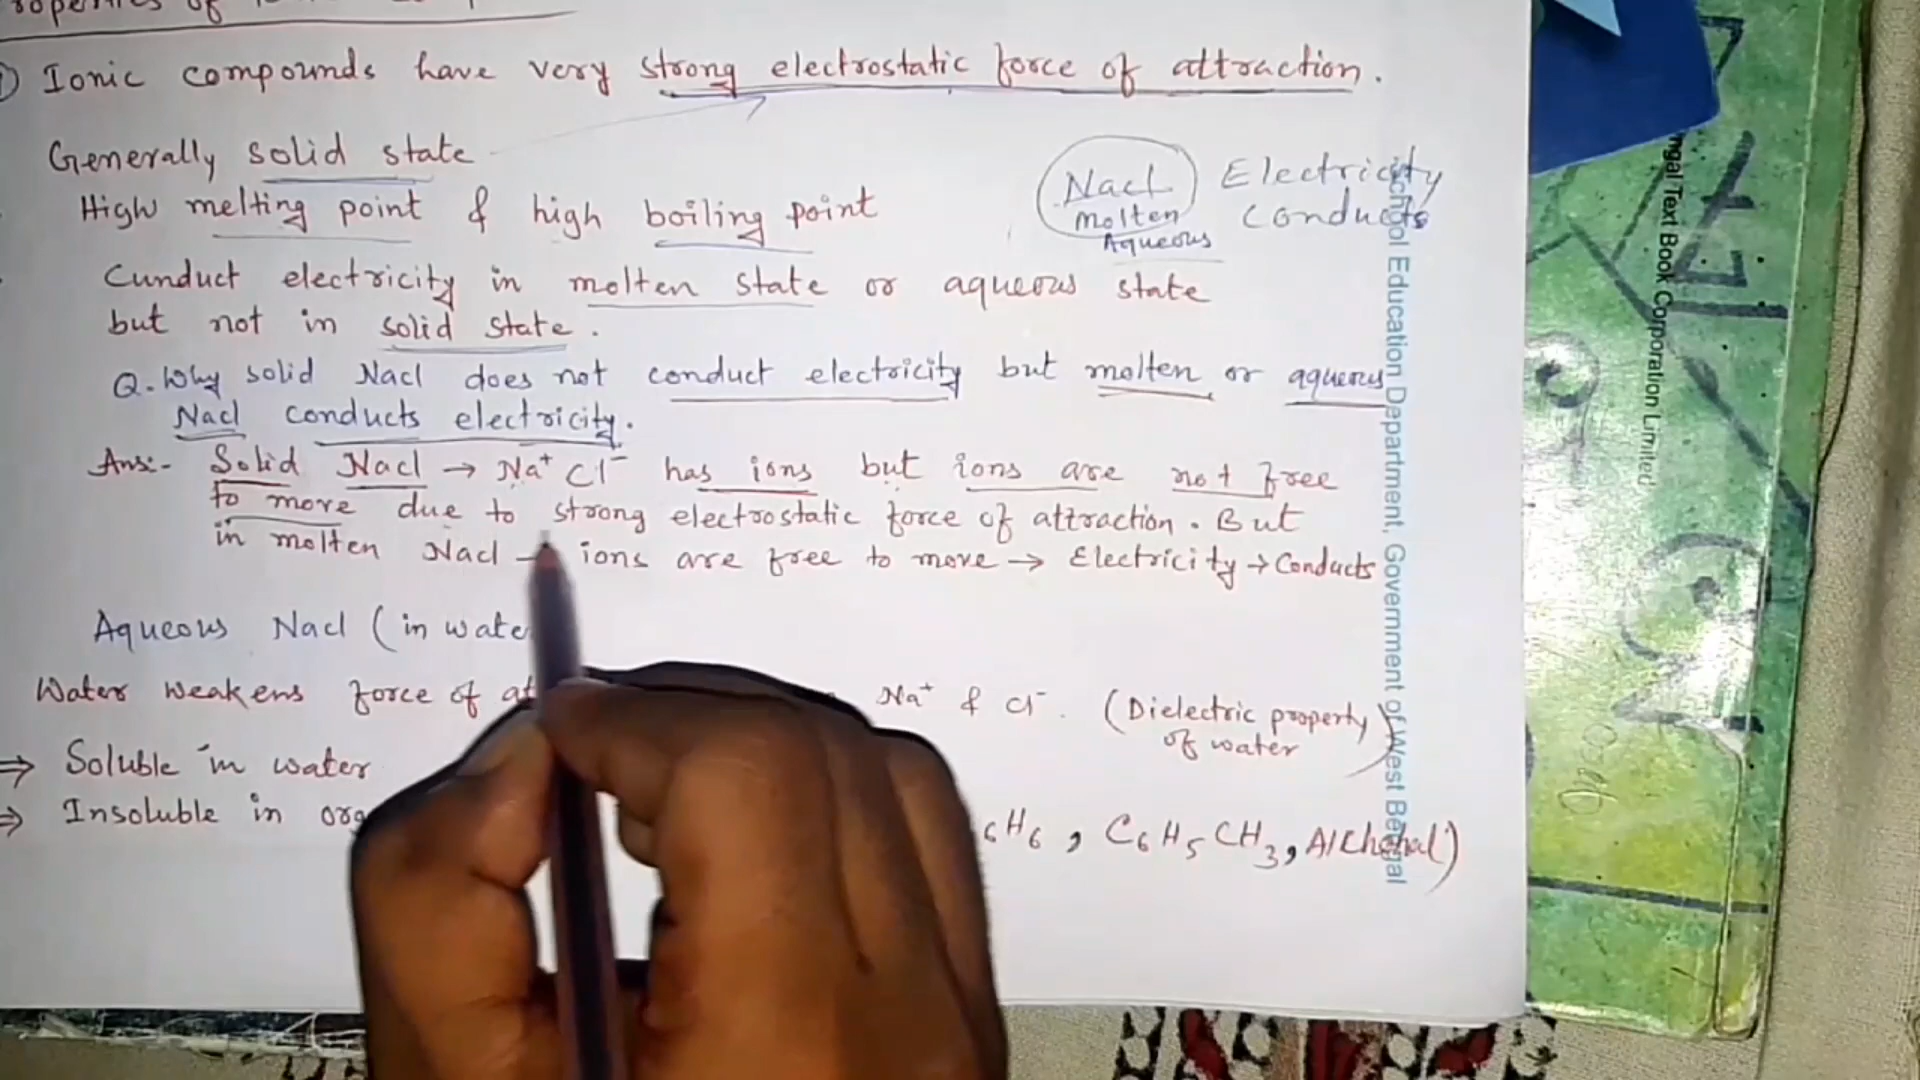 ① Ionic compounds have very strong electrostatic force of attraction.
Generally solid state
High melting point & high boiling point
Nacl Electricity
molten conducts
Aqueous
Cunduct electricity in molten state or aqueous state
but not in solid state.
Q. Why solid Nacl does not conduct electricity but molten or aqueous
Nacl conducts electricity.
Ans:- Solid Nacl → Na⁺ Cl⁻ has ions but ions are not free
to move due to strong electrostatic force of attraction. But
in molten Nacl → ions are free to move → Electricity → Conducts
Aqueous Nacl (in water
Water weakens force of Na⁺ & Cl⁻. (Dielectric property
of water)
⇒ Soluble in water
⇒ Insoluble in 6H6, C6H5CH3, Alchohal)
School Education Department, Government of West Bengal
ngal Text Book Corporation Limited